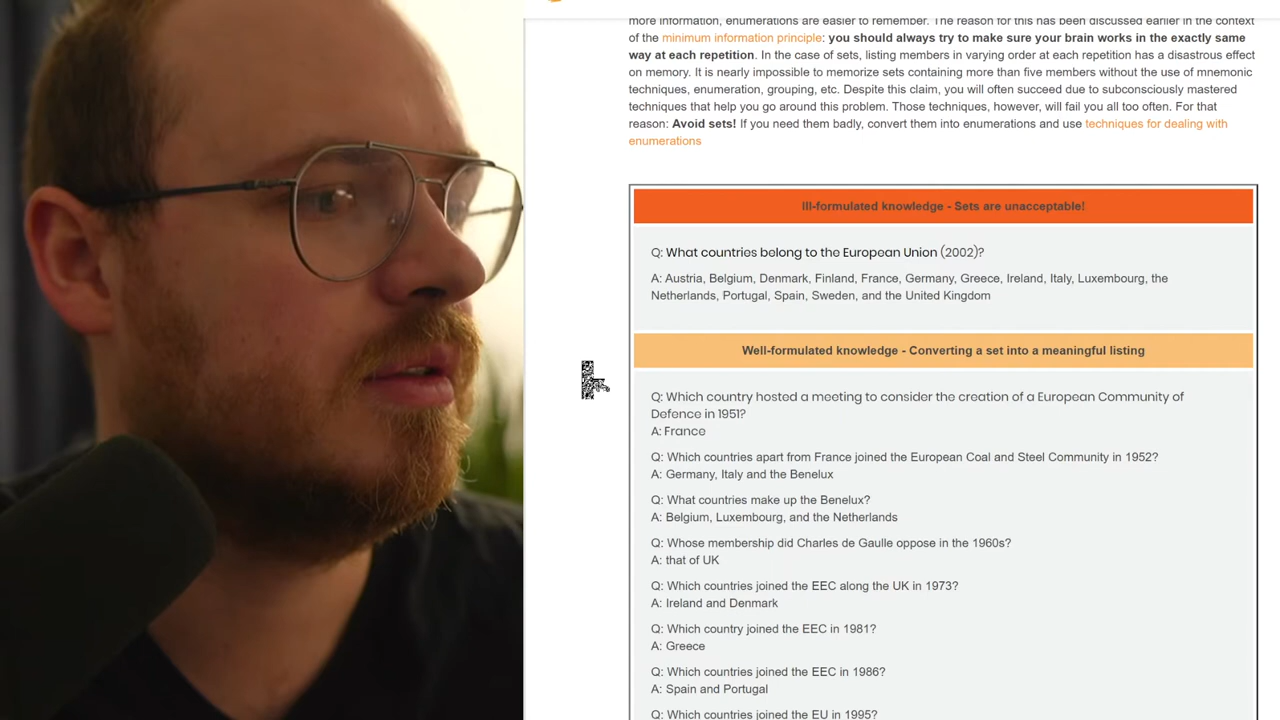 more information, enumerations are easier to remember. The reason for this has been discussed earlier in the context
of the minimum information principle: you should always try to make sure your brain works in the exactly same
way at each repetition. In the case of sets, listing members in varying order at each repetition has a disastrous effect
on memory. It is nearly impossible to memorize sets containing more than five members without the use of mnemonic
techniques, enumeration, grouping, etc. Despite this claim, you will often succeed due to subconsciously mastered
techniques that help you go around this problem. Those techniques, however, will fail you all too often. For that
reason: Avoid sets! If you need them badly, convert them into enumerations and use techniques for dealing with
enumerations
Ill-formulated knowledge - Sets are unacceptable!
Q: What countries belong to the European Union (2002)?
A: Austria, Belgium, Denmark, Finland, France, Germany, Greece, Ireland, Italy, Luxembourg, the
Netherlands, Portugal, Spain, Sweden, and the United Kingdom
Well-formulated knowledge - Converting a set into a meaningful listing
Q: Which country hosted a meeting to consider the creation of a European Community of
Defence in 1951?
A: France
Q: Which countries apart from France joined the European Coal and Steel Community in 1952?
A: Germany, Italy and the Benelux
Q: What countries make up the Benelux?
A: Belgium, Luxembourg, and the Netherlands
Q: Whose membership did Charles de Gaulle oppose in the 1960s?
A: that of UK
Q: Which countries joined the EEC along the UK in 1973?
A: Ireland and Denmark
Q: Which country joined the EEC in 1981?
A: Greece
Q: Which countries joined the EEC in 1986?
A: Spain and Portugal
Q: Which countries joined the EU in 1995?